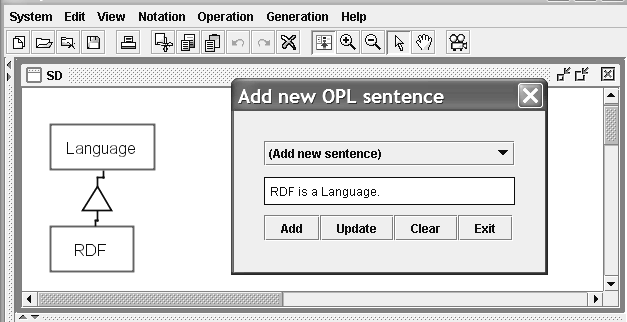 System Edit View Notation Operation Generation Help
SD
Add new OPL sentence
Language
(Add new sentence)
RDF is a Language.
Add Update Clear Exit
RDF